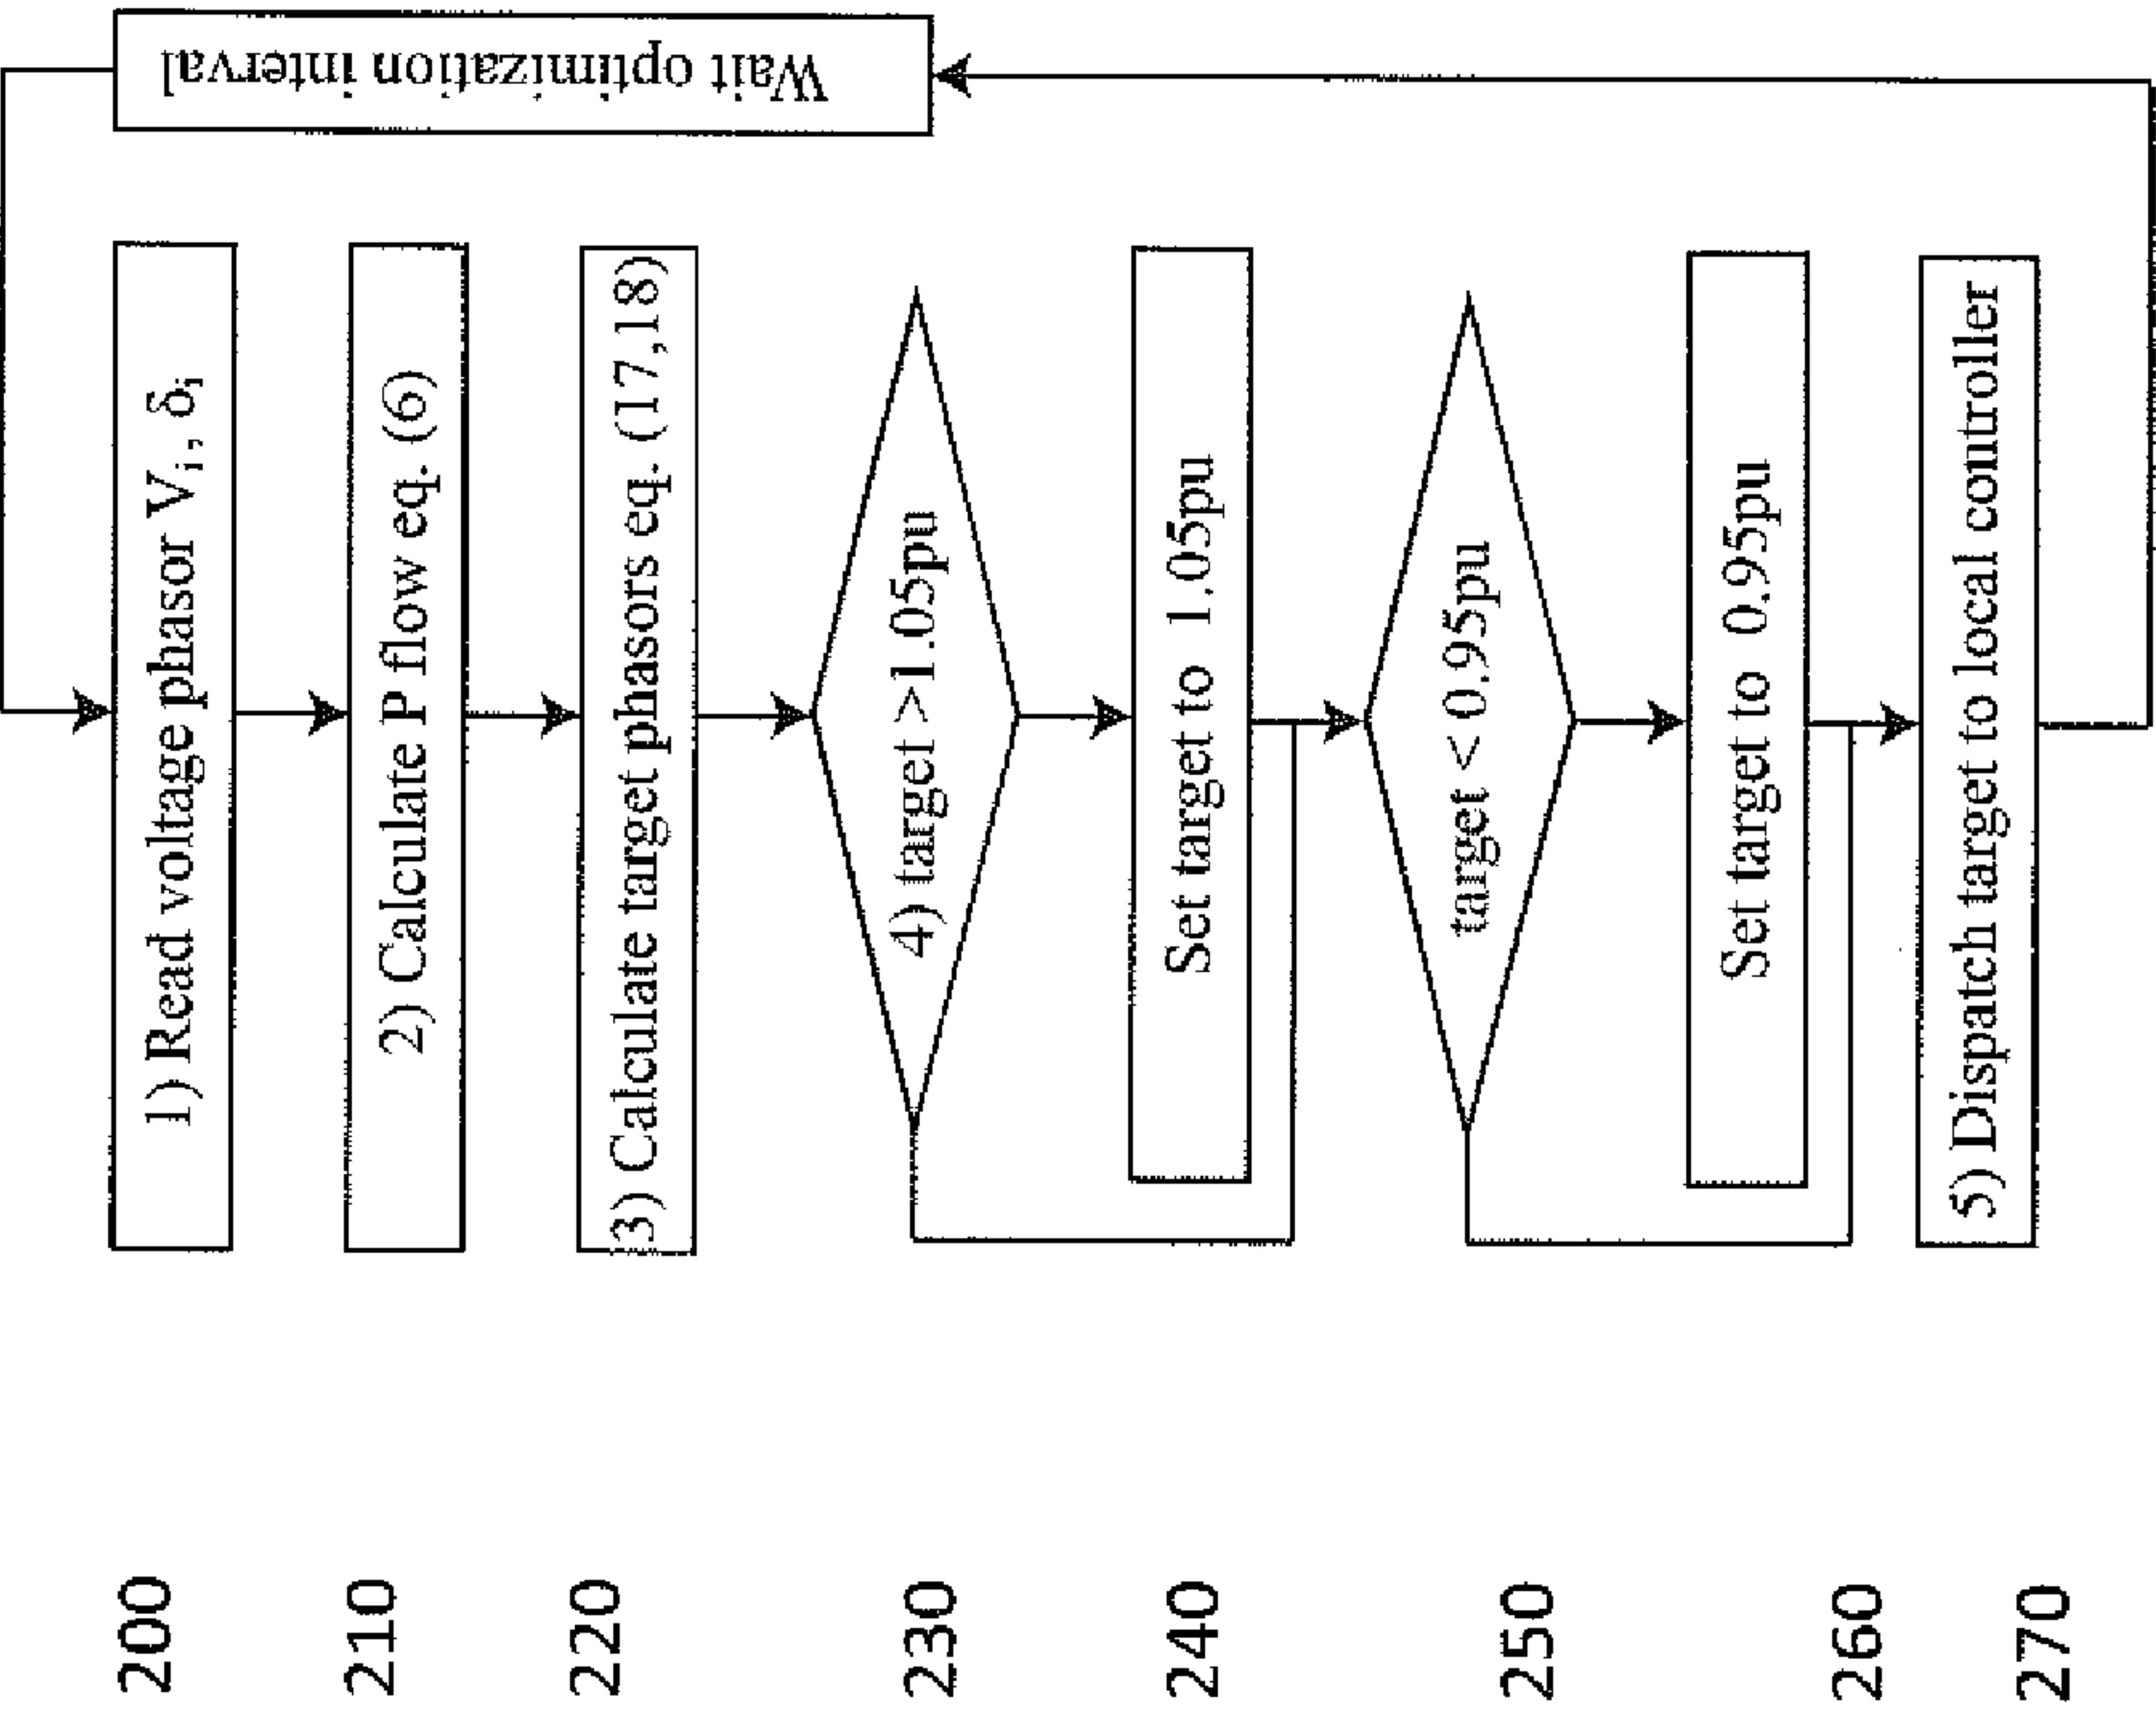 200
1) Read voltage phasor Vi, δi
210
2) Calculate P flow eq. (6)
220
3) Calculate target phasors eq. (17,18)
230
4) target >1.05pu
240
Set target to 1.05pu
250
target <0.95pu
260
Set target to 0.95pu
270
5) Dispatch target to local controller
Wait optimization interval